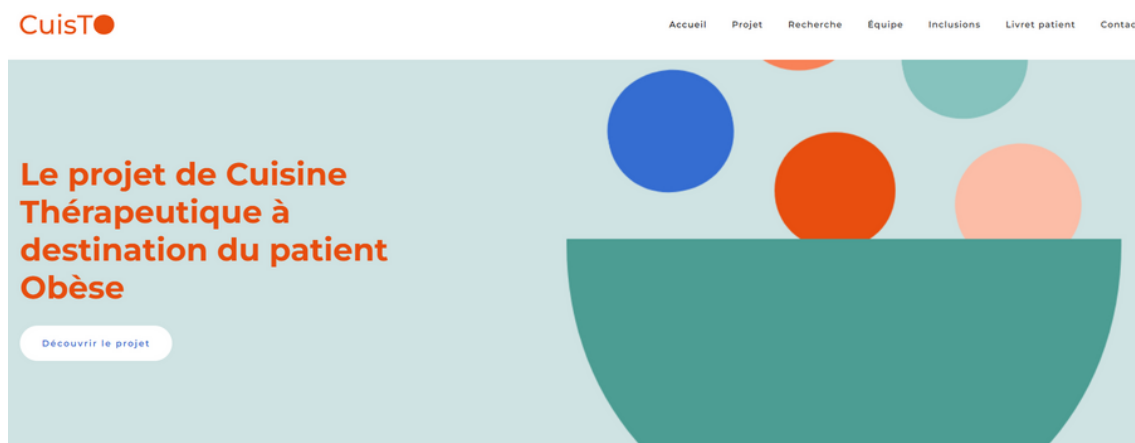 CuisTO
Accueil Projet Recherche Équipe Inclusions Livret patient Contac
Le projet de Cuisine
Thérapeutique à
destination du patient
Obèse
Découvrir le projet